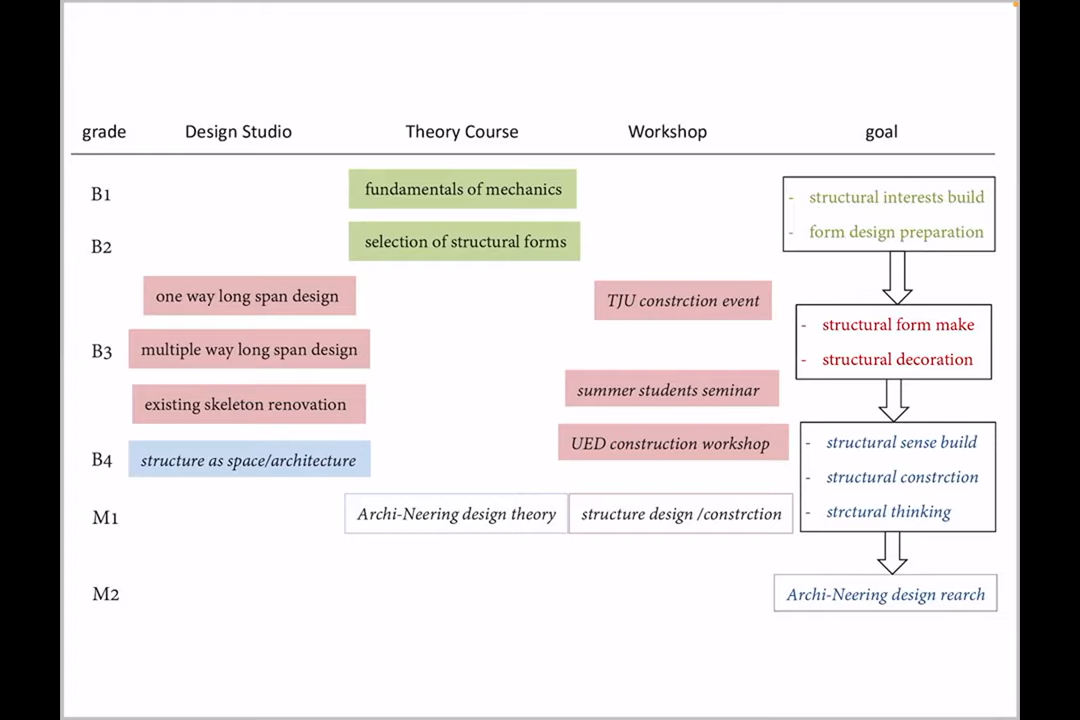 grade Design Studio Theory Course Workshop goal
B1 fundamentals of mechanics
- structural interests build
- form design preparation
B2 selection of structural forms
one way long span design TJU constrction event
- structural form make
- structural decoration
B3 multiple way long span design
existing skeleton renovation summer students seminar
UED construction workshop
B4 structure as space/architecture
- structural sense build
- structural constrction
- strctural thinking
M1 Archi-Neering design theory structure design /constrction
M2 Archi-Neering design rearch